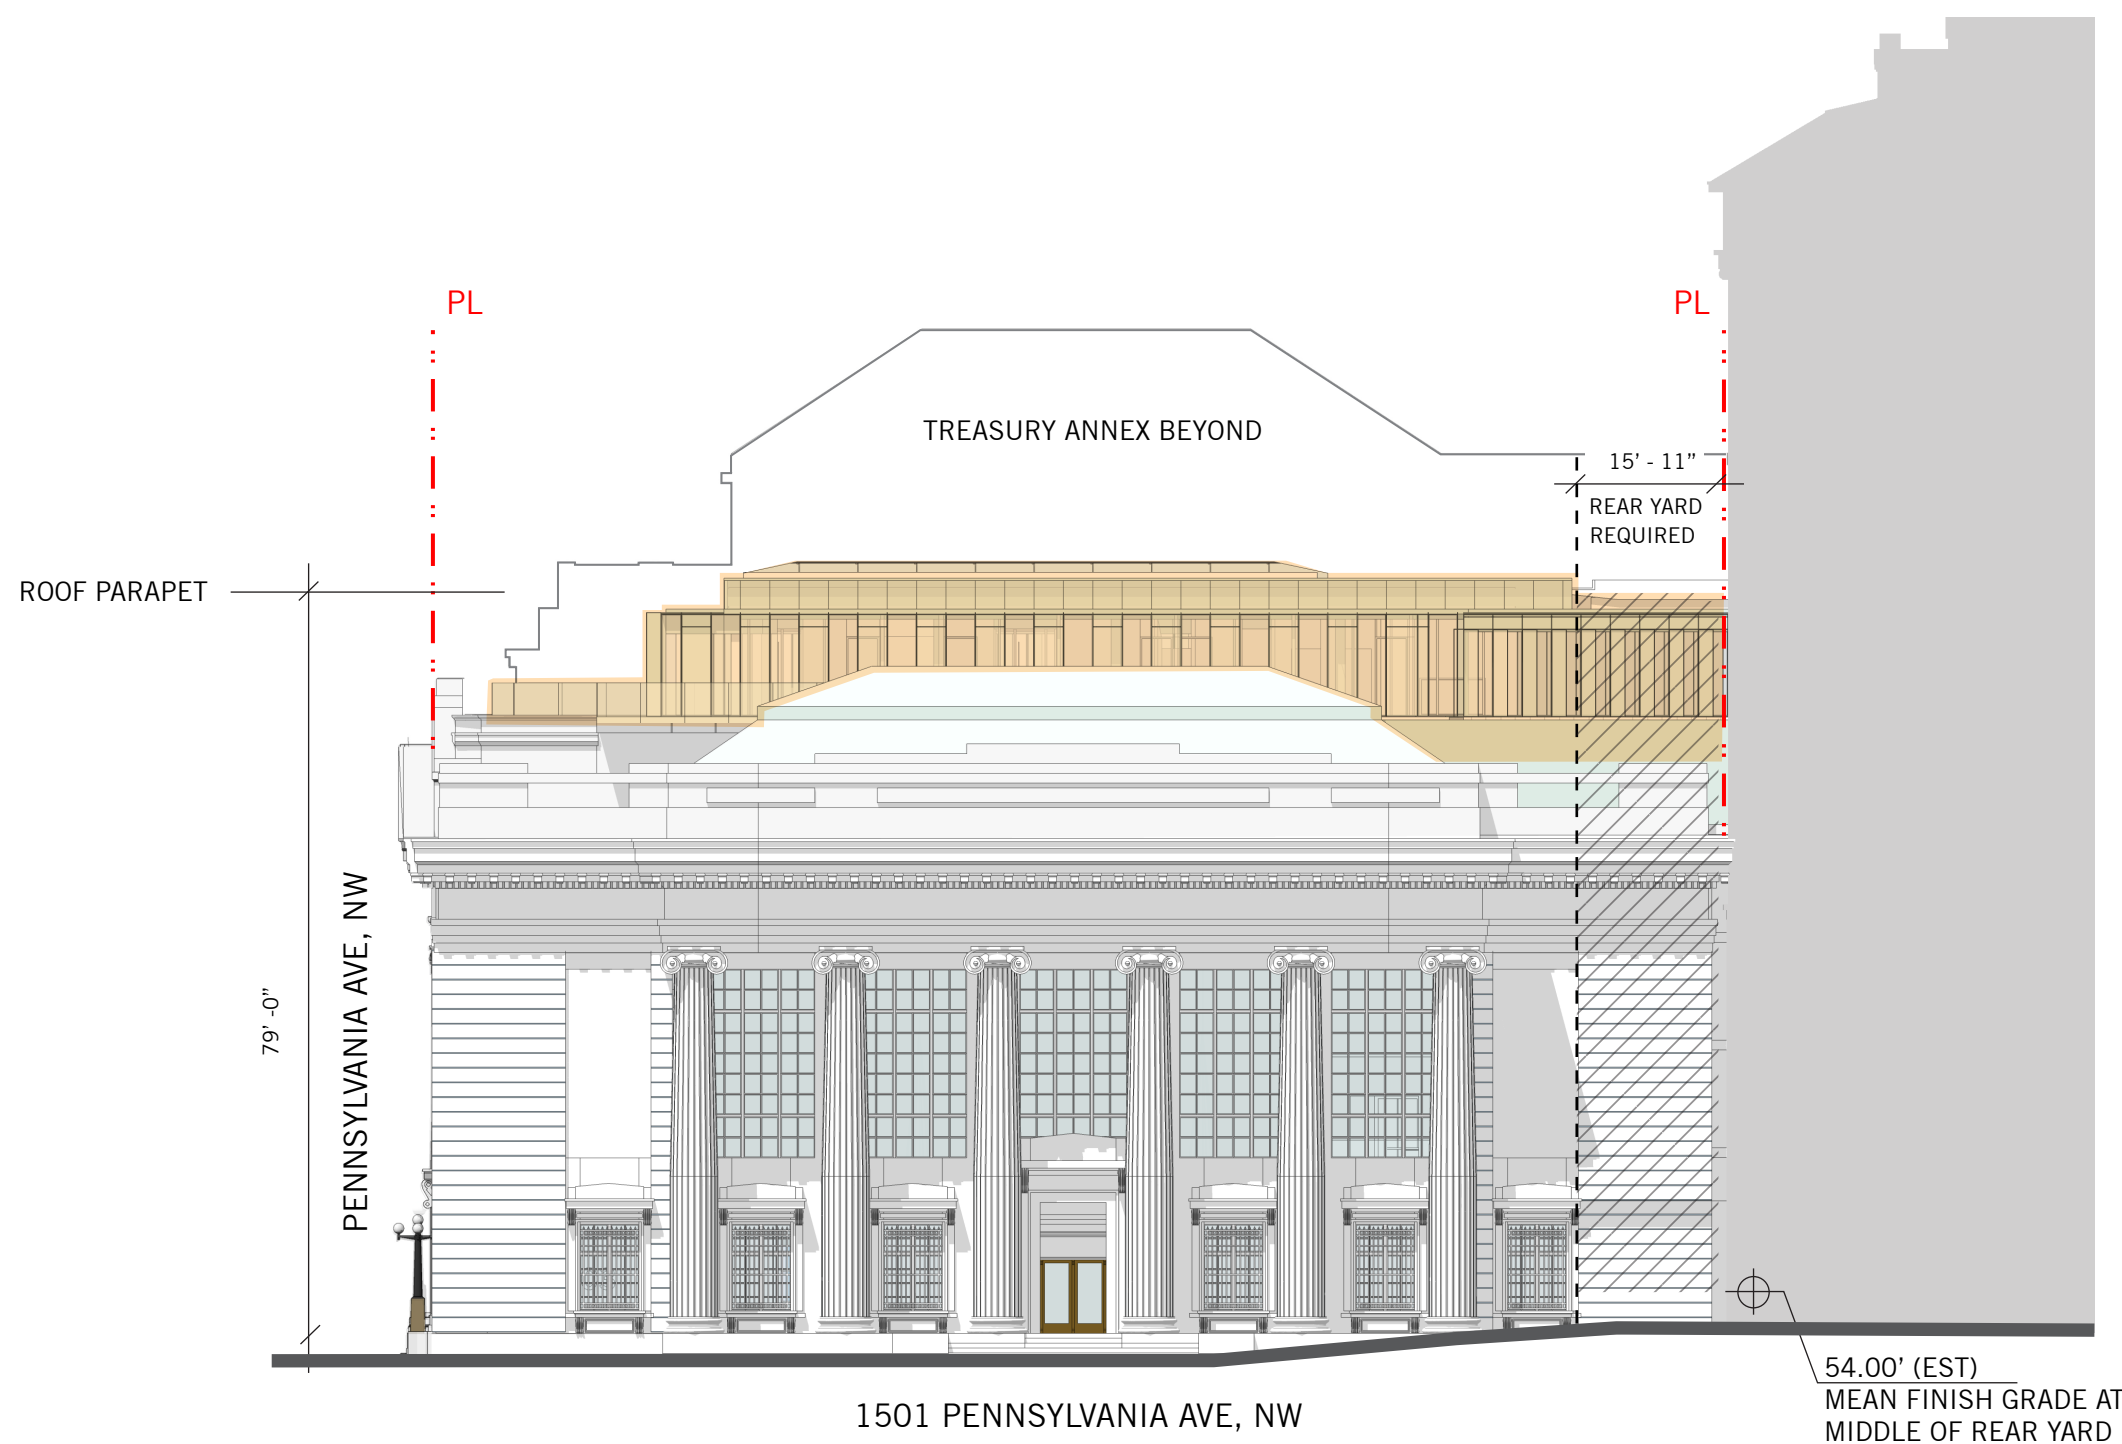 PL
PL
TREASURY ANNEX BEYOND
15’ - 11”
REAR YARD
REQUIRED
ROOF PARAPET
PENNSYLVANIA AVE, NW
79’ -0”
54.00’ (EST)
MEAN FINISH GRADE AT
MIDDLE OF REAR YARD
1501 PENNSYLVANIA AVE, NW